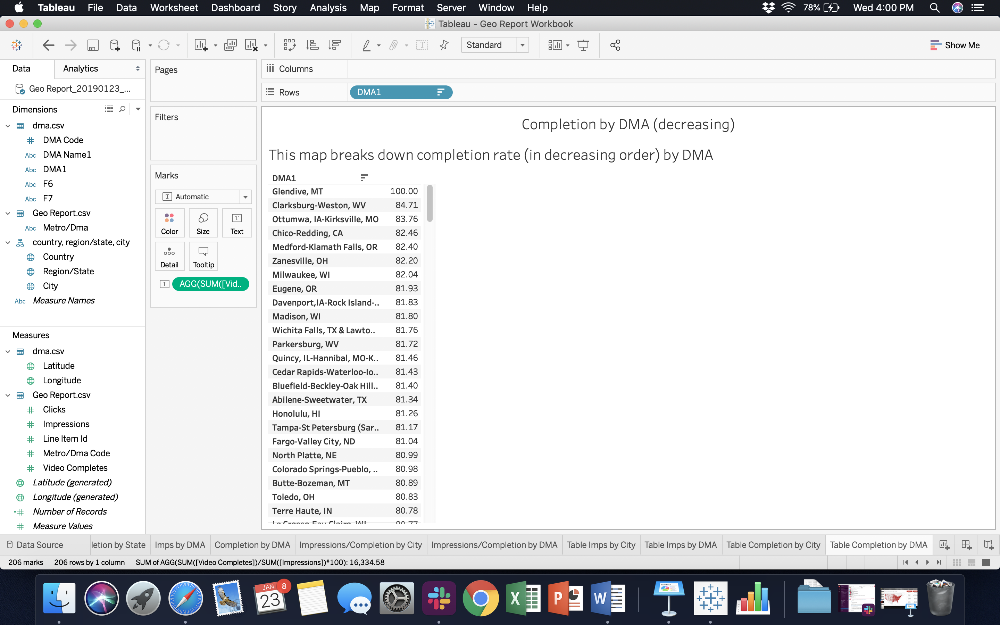 Tableau File Data Worksheet Dashboard Story Analysis Map Format Server Window Help 78% Wed 4:00 PM
Tableau - Geo Report Workbook
Standard Show Me
Data Analytics Pages Columns
Geo Report_20190123_... Rows DMA1
Dimensions Filters
Completion by DMA (decreasing)
This map breaks down completion rate (in decreasing order) by DMA
dma.csv
DMA Code
Abc DMA Name1
Abc DMA1
Abc F6
Abc F7
Geo Report.csv
Abc Metro/Dma
country, region/state, city
Country
Region/State
City
Abc Measure Names
Measures
dma.csv
Latitude
Longitude
Geo Report.csv
Clicks
Impressions
Line Item Id
Metro/Dma Code
Video Completes
Latitude (generated)
Longitude (generated)
Number of Records
Measure Values
Marks
T Automatic
Color Size T Text
Detail Tooltip
T AGG(SUM([Vid..
DMA1
Glendive, MT 100.00
Clarksburg-Weston, WV 84.71
Ottumwa, IA-Kirksville, MO 83.76
Chico-Redding, CA 82.46
Medford-Klamath Falls, OR 82.40
Zanesville, OH 82.20
Milwaukee, WI 82.04
Eugene, OR 81.93
Davenport,IA-Rock Island-.. 81.83
Madison, WI 81.80
Wichita Falls, TX & Lawto.. 81.76
Parkersburg, WV 81.72
Quincy, IL-Hannibal, MO-K.. 81.46
Cedar Rapids-Waterloo-Io.. 81.43
Bluefield-Beckley-Oak Hill.. 81.40
Abilene-Sweetwater, TX 81.34
Honolulu, HI 81.26
Tampa-St Petersburg (Sar.. 81.17
Fargo-Valley City, ND 81.04
North Platte, NE 80.99
Colorado Springs-Pueblo, .. 80.98
Butte-Bozeman, MT 80.89
Toledo, OH 80.83
Terre Haute, IN 80.78
Data Source letion by State Imps by DMA Completion by DMA Impressions/Completion by City Impressions/Completion by DMA Table Imps by City Table Imps by DMA Table Completion by City Table Completion by DMA
206 marks 206 rows by 1 column SUM of AGG(SUM([Video Completes])/SUM([Impressions])*100): 16,334.58
JAN 8
23
X P W